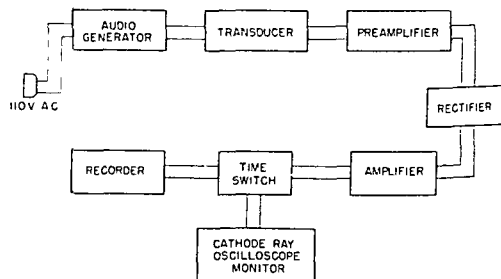 AUDIO
GENERATOR
TRANSDUCER
PREAMPLIFIER
110V AC
RECTIFIER
RECORDER
TIME
SWITCH
AMPLIFIER
CATHODE RAY
OSCILLOSCOPE
MONITOR